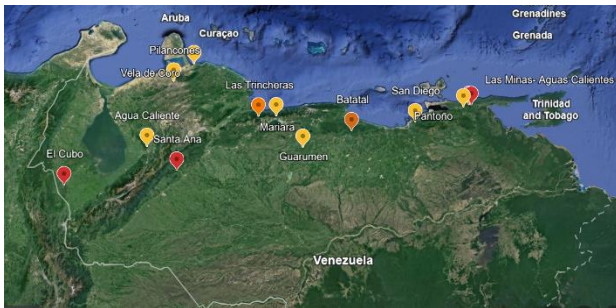 Grenadines
Aruba
Curaçao
Grenada
Pilancones
Vela de Coro
Las Trincheras
San Diego
Las Minas- Aguas Calientes
Agua Caliente
Batatal
Pantoño
Trinidad
and Tobago
Mariara
Santa Ana
Guarumen
El Cubo
Venezuela